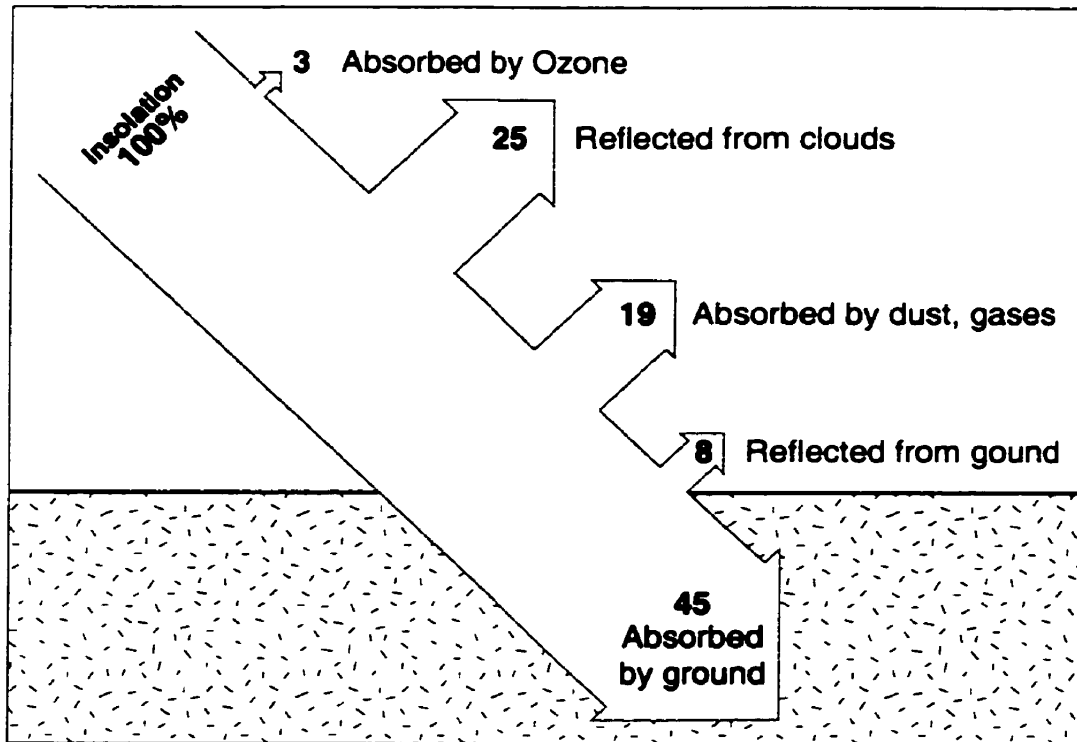 Insolation
100%
3 Absorbed by Ozone
25 Reflected from clouds
19 Absorbed by dust, gases
8 Reflected from gound
45
Absorbed
by ground